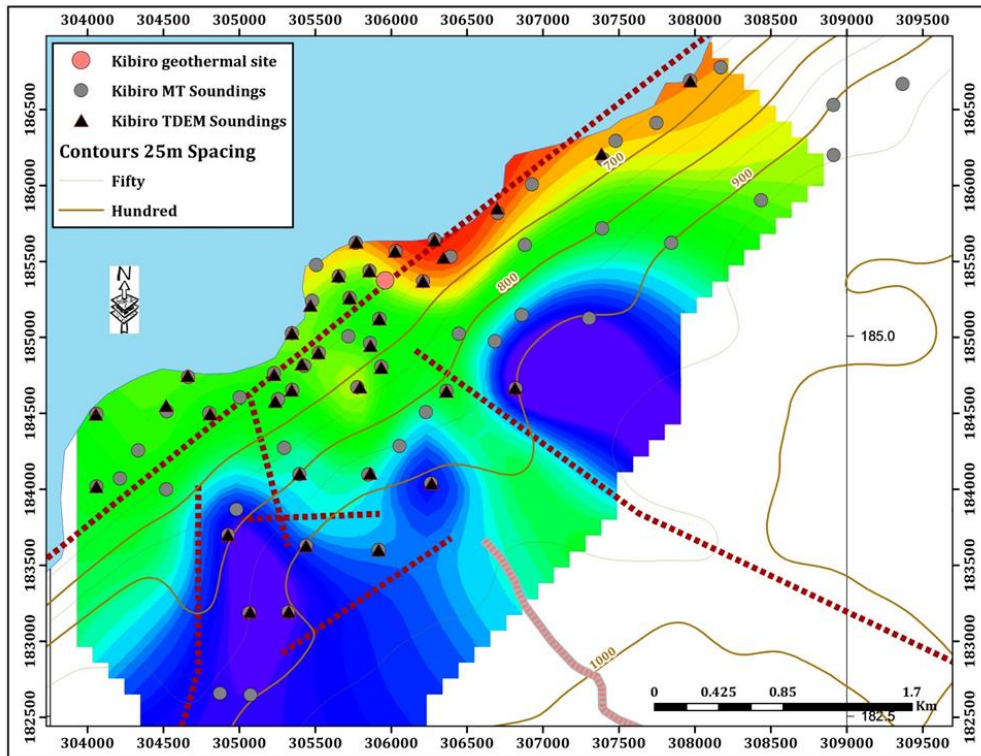 304000 304500 305000 305500 306000 306500 307000 307500 308000 308500 309000 309500
Kibiro geothermal site
Kibiro MT Soundings
Kibiro TDEM Soundings
Contours 25m Spacing
Fifty
Hundred
N
186500
186000
185500
185000
184500
184000
183500
183000
182500
186500
186000
185500
185000
184500
184000
183500
183000
182500
700
900
800
1000
185.0
182.5
0 0.425 0.85 1.7
Km
304000 304500 305000 305500 306000 306500 307000 307500 308000 308500 309000 309500